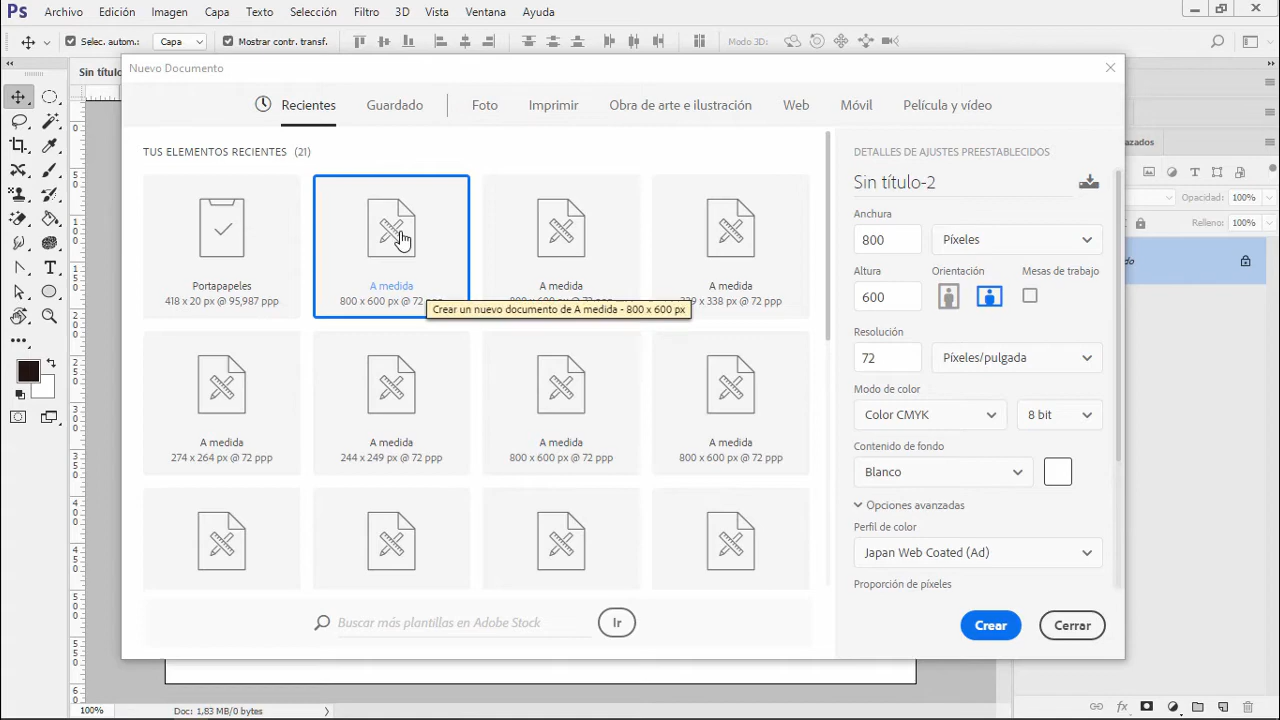 Ps Archivo Edición Imagen Capa Texto Selección Filtro 3D Vista Ventana Ayuda
Selec. autom.: Capa Mostrar contr. transf. Modo 3D:
Sin título
Nuevo Documento
Recientes Guardado Foto Imprimir Obra de arte e ilustración Web Móvil Película y vídeo
TUS ELEMENTOS RECIENTES (21)
Portapapeles
418 x 20 px @ 95,987 ppp
A medida
800 x 600 px @ 72
A medida
A medida
338 px @ 72 ppp
Crear un nuevo documento de A medida - 800 x 600 px
A medida
274 x 264 px @ 72 ppp
A medida
244 x 249 px @ 72 ppp
A medida
800 x 600 px @ 72 ppp
A medida
800 x 600 px @ 72 ppp
Buscar más plantillas en Adobe Stock Ir
DETALLES DE AJUSTES PREESTABLECIDOS
Sin título-2
Anchura
800 Píxeles
Altura Orientación Mesas de trabajo
600
Resolución
72 Píxeles/pulgada
Modo de color
Color CMYK 8 bit
Contenido de fondo
Blanco
Opciones avanzadas
Perfil de color
Japan Web Coated (Ad)
Proporción de píxeles
Crear Cerrar
Opacidad: 100%
Relleno: 100%
100% Doc: 1,83 MB/0 bytes
fx